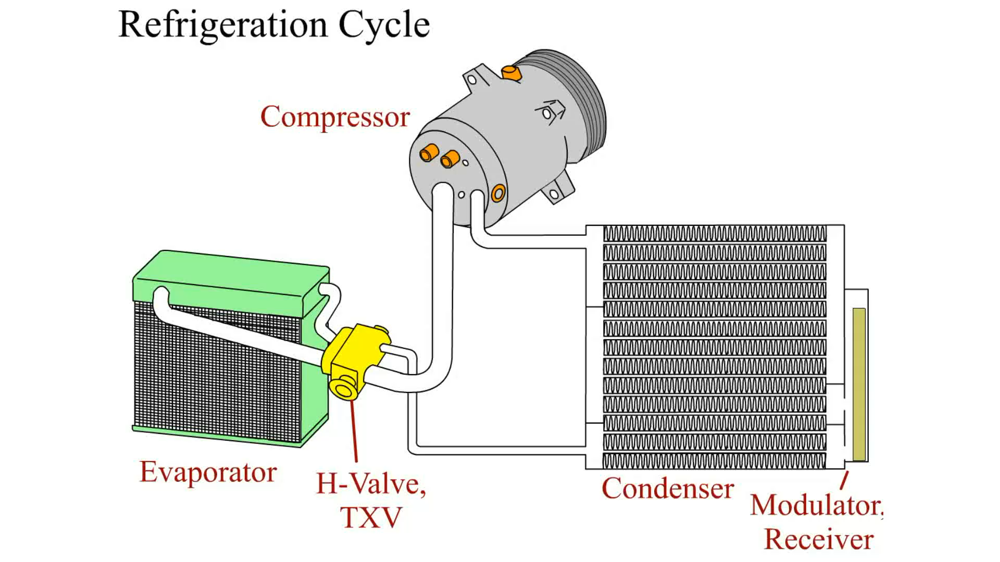 Refrigeration Cycle
Compressor
Evaporator
H-Valve,
TXV
Condenser
Modulator,
Receiver